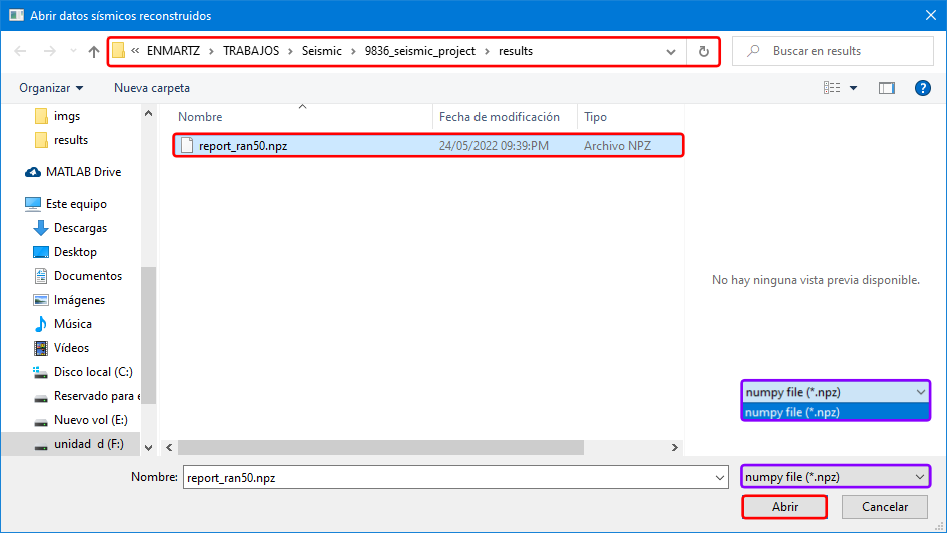 Abrir datos sísmicos reconstruidos
« ENMARTZ > TRABAJOS > Seismic > 9836_seismic_project > results
Buscar en results
Organizar
Nueva carpeta
imgs
results
MATLAB Drive
Este equipo
Descargas
Desktop
Documentos
Imágenes
Música
Vídeos
Disco local (C:)
Reservado para e
Nuevo vol (E:)
unidad d (F:)
Nombre
Fecha de modificación
Tipo
report_ran50.npz
24/05/2022 09:39:PM
Archivo NPZ
No hay ninguna vista previa disponible.
numpy file (*.npz)
numpy file (*.npz)
Nombre:
report_ran50.npz
numpy file (*.npz)
Abrir
Cancelar